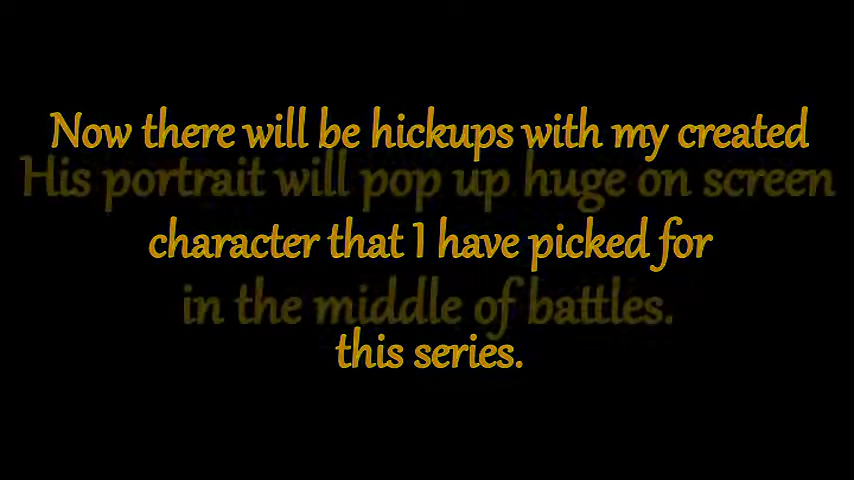 Now there will be hickups with my created
His portrait will pop up huge on screen
character that I have picked for
in the middle of battles.
this series.